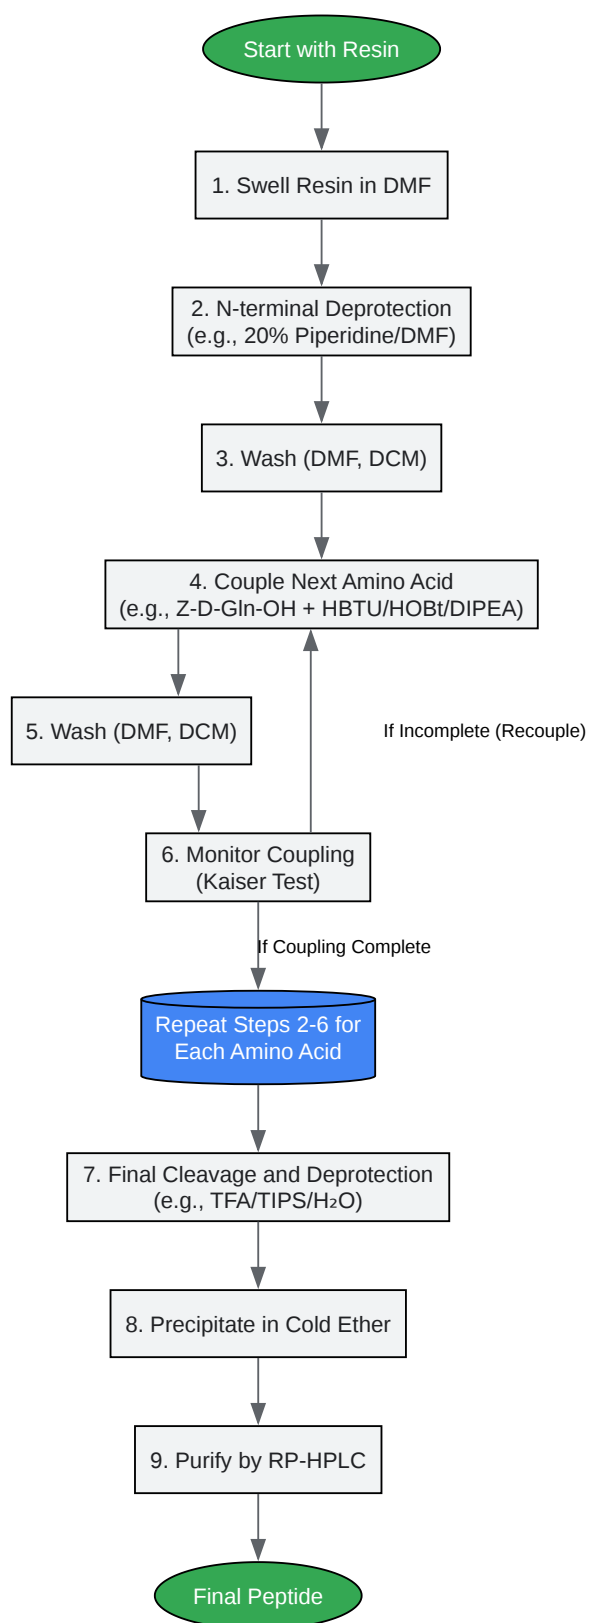 Start with Resin
1. Swell Resin in DMF
2. N-terminal Deprotection
(e.g., 20% Piperidine/DMF)
3. Wash (DMF, DCM)
4. Couple Next Amino Acid
(e.g., Z-D-Gln-OH + HBTU/HOBt/DIPEA)
5. Wash (DMF, DCM)
If Incomplete (Recouple)
6. Monitor Coupling
(Kaiser Test)
If Coupling Complete
Repeat Steps 2-6 for
Each Amino Acid
7. Final Cleavage and Deprotection
(e.g., TFA/TIPS/H₂O)
8. Precipitate in Cold Ether
9. Purify by RP-HPLC
Final Peptide